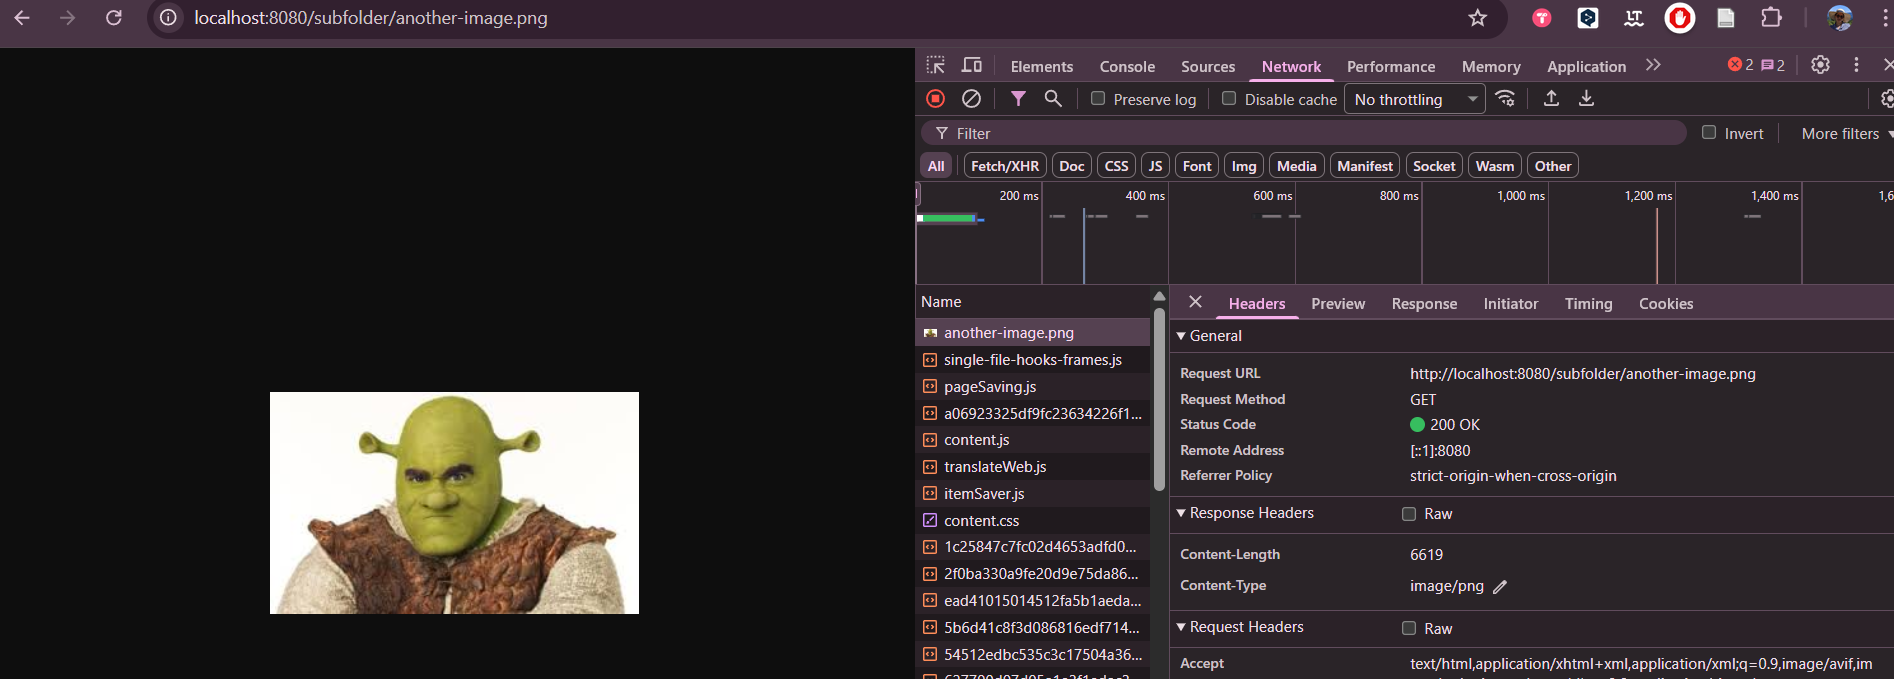 localhost:8080/subfolder/another-image.png
Elements Console Sources Network Performance Memory Application 2 2
Preserve log Disable cache No throttling
Filter Invert More filters
All Fetch/XHR Doc CSS JS Font Img Media Manifest Socket Wasm Other
200 ms 400 ms 600 ms 800 ms 1,000 ms 1,200 ms 1,400 ms 1,6
Name
another-image.png
single-file-hooks-frames.js
pageSaving.js
a06923325df9fc23634226f1...
content.js
translateWeb.js
itemSaver.js
content.css
1c25847c7fc02d4653adfd0...
2f0ba330a9fe20d9e75da86...
ead41015014512fa5b1aeda...
5b6d41c8f3d086816edf714...
54512edbc535c3c17504a36...
Headers Preview Response Initiator Timing Cookies
General
Request URL http://localhost:8080/subfolder/another-image.png
Request Method GET
Status Code 200 OK
Remote Address [::1]:8080
Referrer Policy strict-origin-when-cross-origin
Response Headers Raw
Content-Length 6619
Content-Type image/png
Request Headers Raw
Accept text/html,application/xhtml+xml,application/xml;q=0.9,image/avif,im